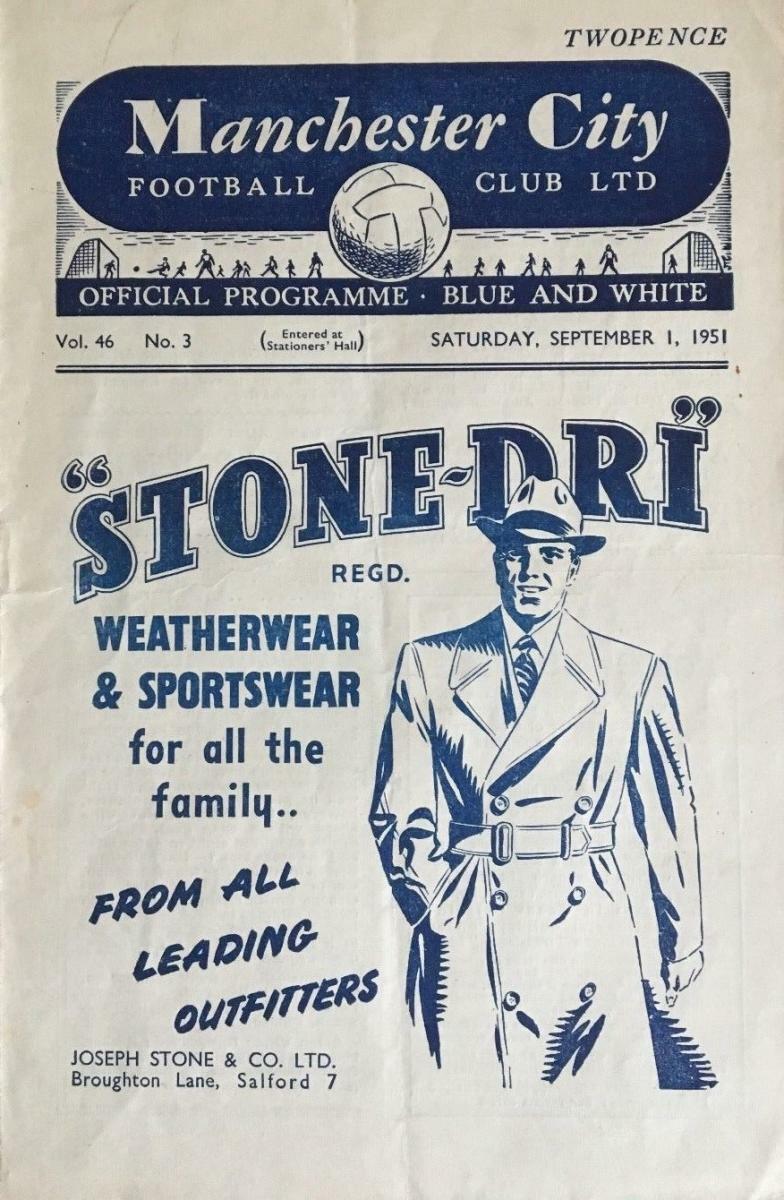 TWOPENCE
Manchester City
FOOTBALL CLUB LTD
OFFICIAL PROGRAMME · BLUE AND WHITE
Vol. 46 No. 3 (Entered at Stationers' Hall) SATURDAY, SEPTEMBER 1, 1951
“STONE-DRI”
REGD.
WEATHERWEAR
& SPORTSWEAR
for all the
family..
FROM ALL
LEADING
OUTFITTERS
JOSEPH STONE & CO. LTD.
Broughton Lane, Salford 7